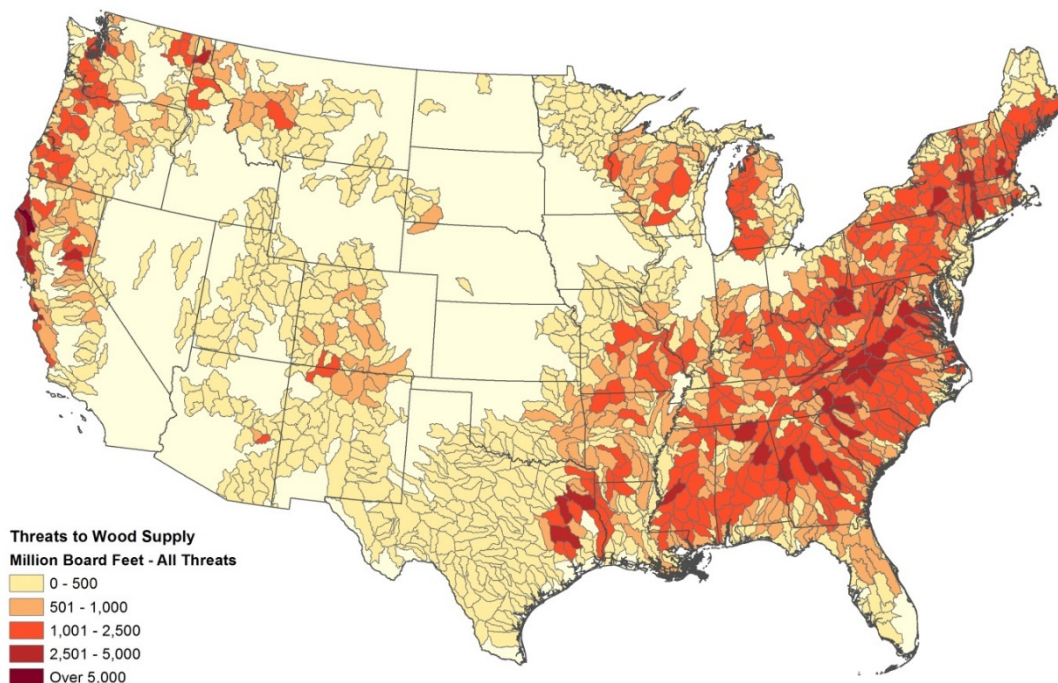 Threats to Wood Supply
Million Board Feet - All Threats
0 - 500
501 - 1,000
1,001 - 2,500
2,501 - 5,000
Over 5,000